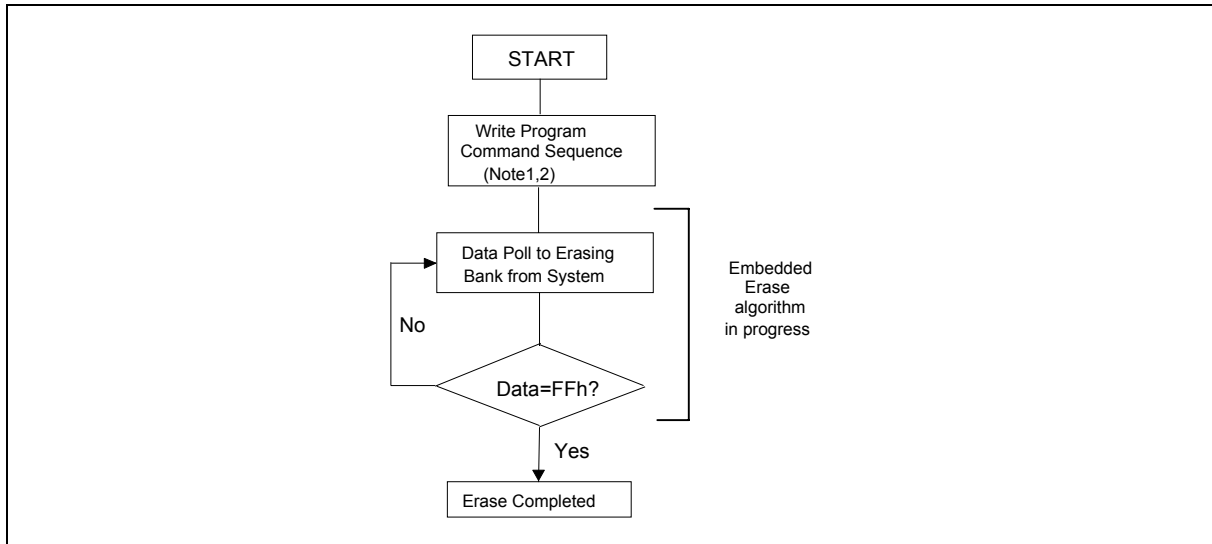 START
Write Program
Command Sequence
(Note1,2)
Data Poll to Erasing
Bank from System
Embedded
Erase
algorithm
in progress
No
Data=FFh?
Yes
Erase Completed